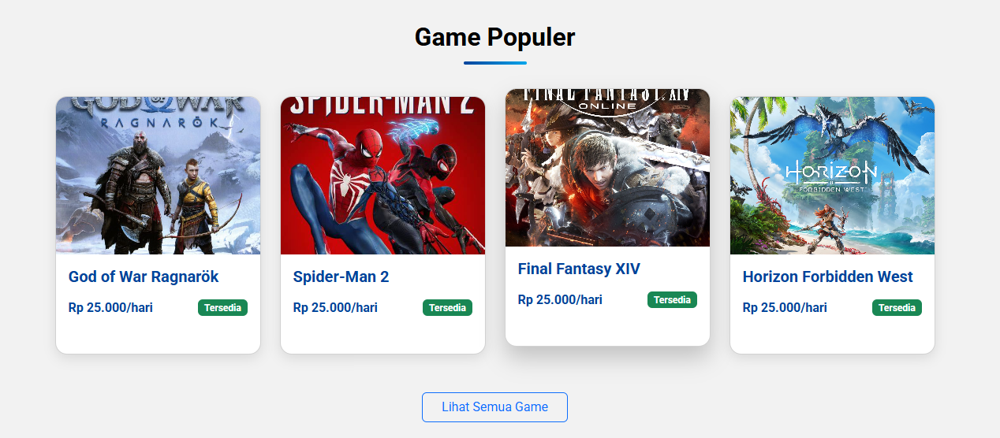 Game Populer
GOD OF WAR
RAGNARÖK
SPIDER-MAN 2
FINAL FANTASY XIV
ONLINE
HORIZON
FORBIDDEN WEST
God of War Ragnarök
Spider-Man 2
Final Fantasy XIV
Horizon Forbidden West
Rp 25.000/hari
Tersedia
Rp 25.000/hari
Tersedia
Rp 25.000/hari
Tersedia
Rp 25.000/hari
Tersedia
Lihat Semua Game